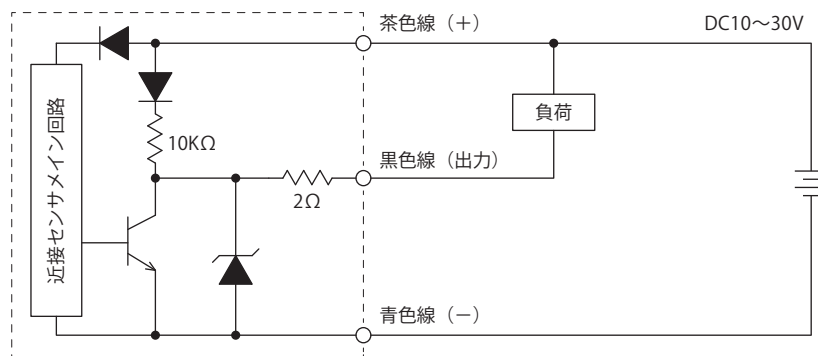 茶色線（＋）
DC10～30V
近接センサメイン回路
10KΩ
負荷
黒色線（出力）
2Ω
青色線（－）